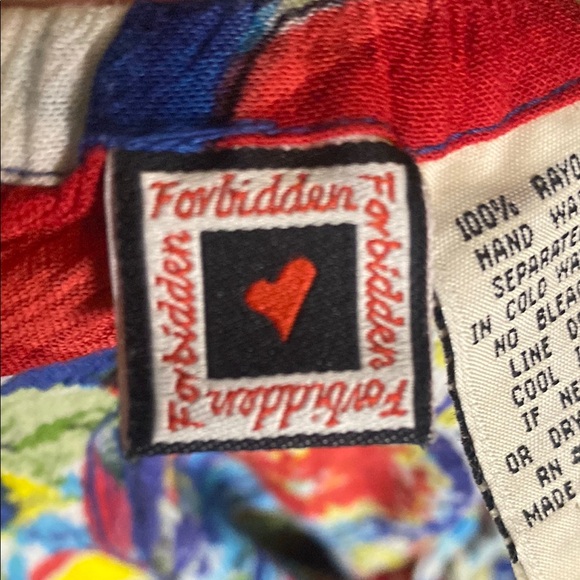 Forbidden
Forbidden
Forbidden
Forbidden
100% RAYO
HAND WA
SEPARATE
IN COLD WA
NO BLEA
LINE D
COOL
IF NE
OR DRY
RN #
MADE